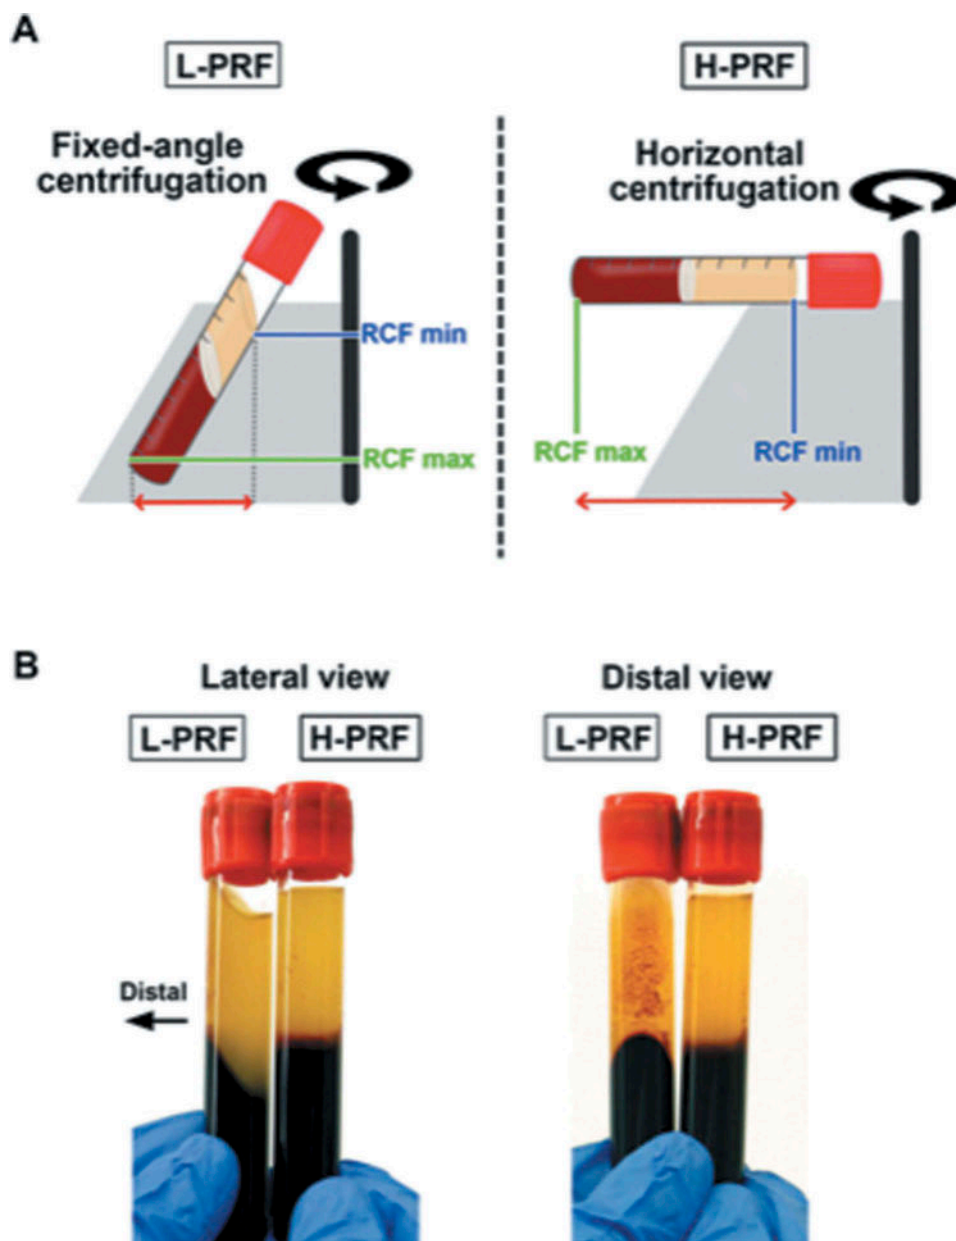 A
L-PRF
Fixed-angle
centrifugation
RCF min
RCF max
H-PRF
Horizontal
centrifugation
RCF max
RCF min
B
Lateral view
L-PRF
H-PRF
Distal
Distal view
L-PRF
H-PRF